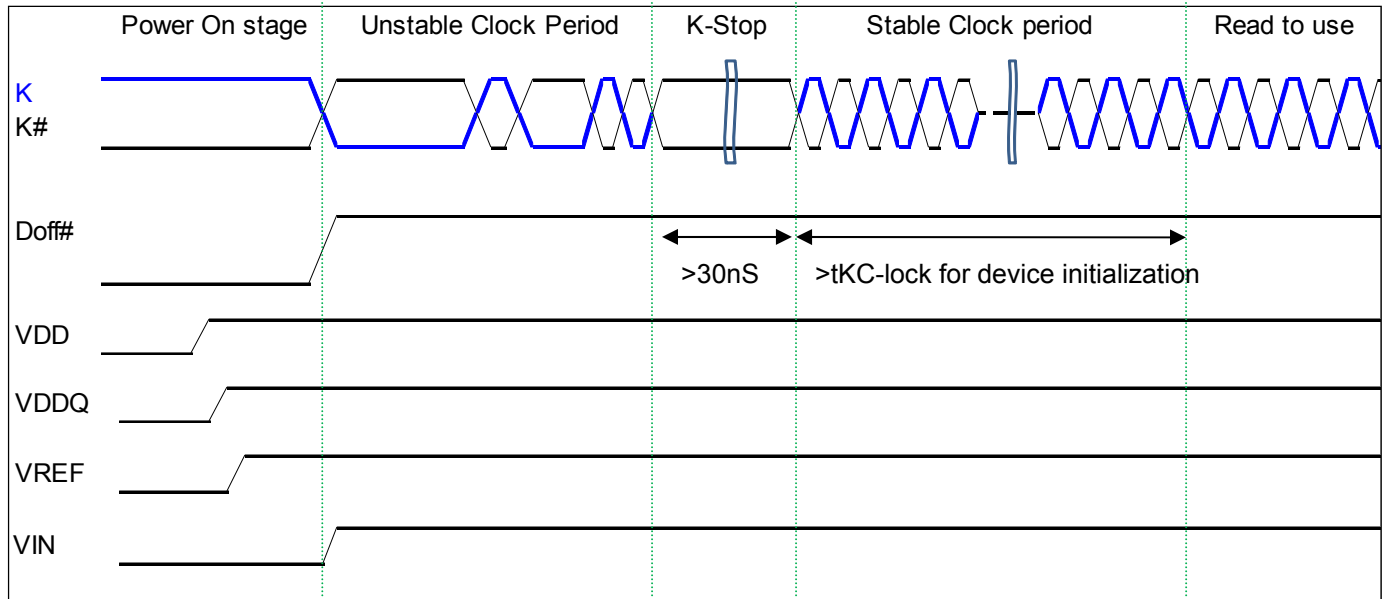 Power On stage
Unstable Clock Period
K-Stop
Stable Clock period
Read to use
K
K#
Doff#
>30nS
>tKC-lock for device initialization
VDD
VDDQ
VREF
VIN